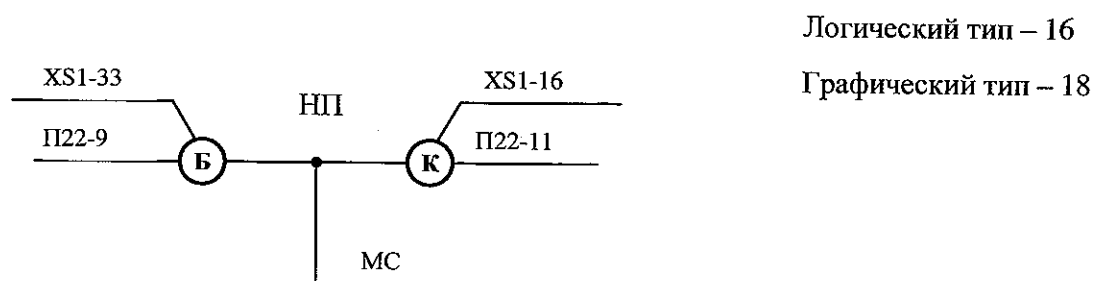 Логический тип – 16
Графический тип – 18
XS1-33
НП
XS1-16
П22-9
П22-11
Б
К
МС